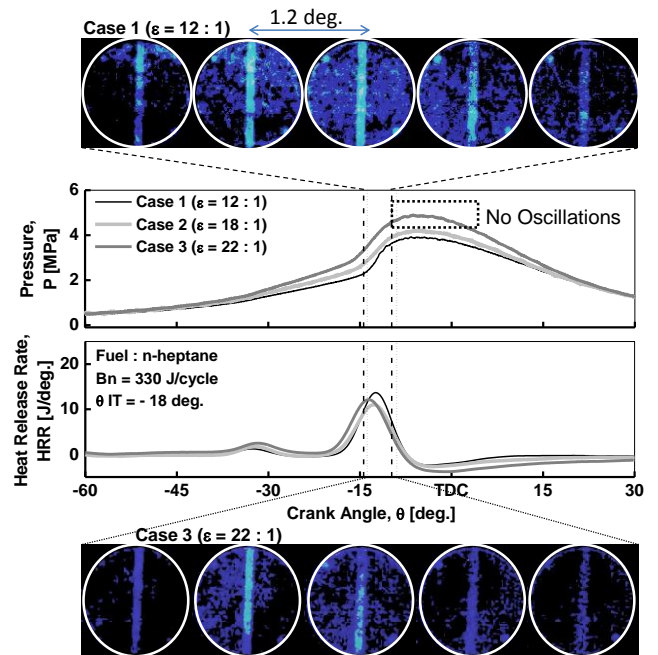 1.2 deg.
Case 1 (ε = 12 : 1)
6
4
2
0
Pressure,
P [MPa]
Case 1 (ε = 12 : 1)
Case 2 (ε = 18 : 1)
Case 3 (ε = 22 : 1)
No Oscillations
20
10
0
Heat Release Rate,
HRR [J/deg.]
Fuel : n-heptane
Bn = 330 J/cycle
θ IT = - 18 deg.
-60 -45 -30 -15 TDC 15 30
Crank Angle, θ [deg.]
Case 3 (ε = 22 : 1)